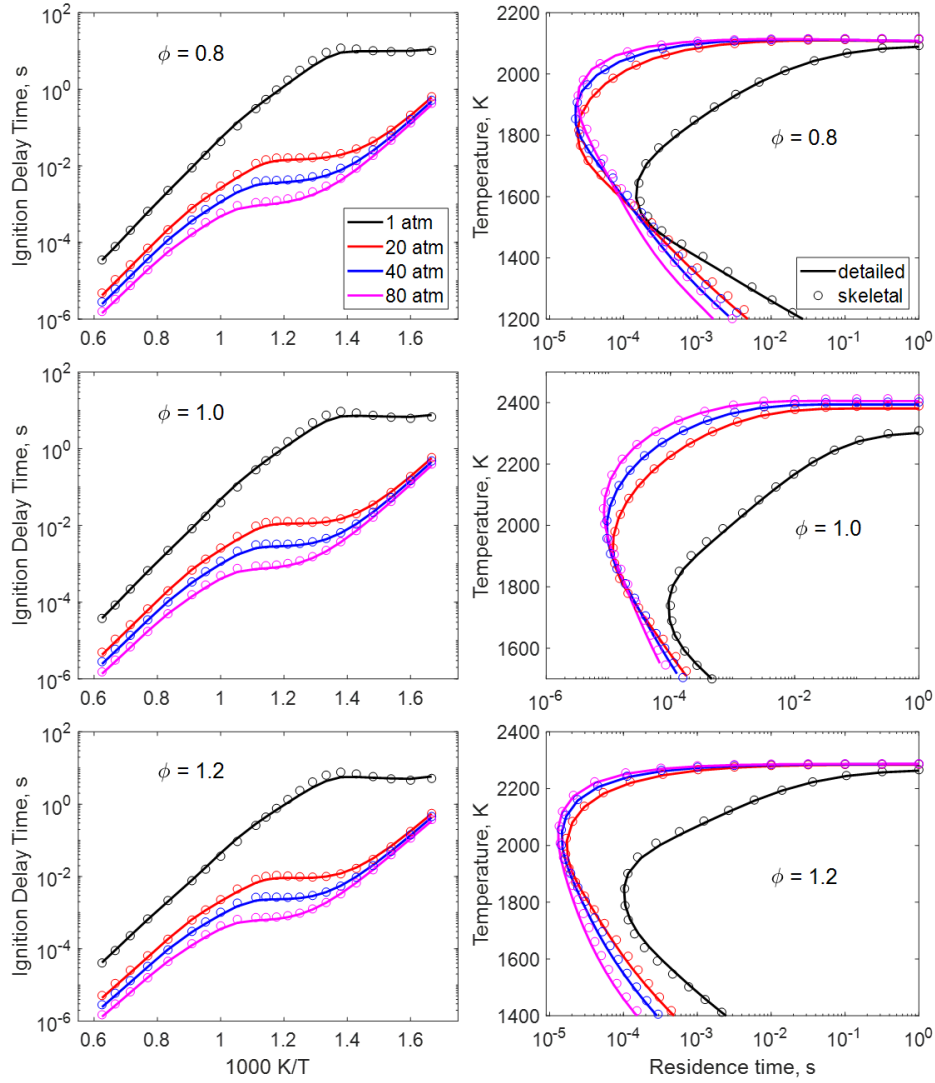 10^2
10^0
10^-2
10^-4
10^-6
Ignition Delay Time, s
ϕ = 0.8
1 atm
20 atm
40 atm
80 atm
0.6 0.8 1 1.2 1.4 1.6
2200
2000
1800
1600
1400
1200
Temperature, K
ϕ = 0.8
detailed
skeletal
10^-5 10^-4 10^-3 10^-2 10^-1 10^0
10^2
10^0
10^-2
10^-4
10^-6
Ignition Delay Time, s
ϕ = 1.0
0.6 0.8 1 1.2 1.4 1.6
2400
2200
2000
1800
1600
Temperature, K
ϕ = 1.0
10^-6 10^-4 10^-2 10^0
10^2
10^0
10^-2
10^-4
10^-6
Ignition Delay Time, s
ϕ = 1.2
0.6 0.8 1 1.2 1.4 1.6
1000 K/T
2400
2200
2000
1800
1600
1400
Temperature, K
ϕ = 1.2
10^-5 10^-4 10^-3 10^-2 10^-1 10^0
Residence time, s